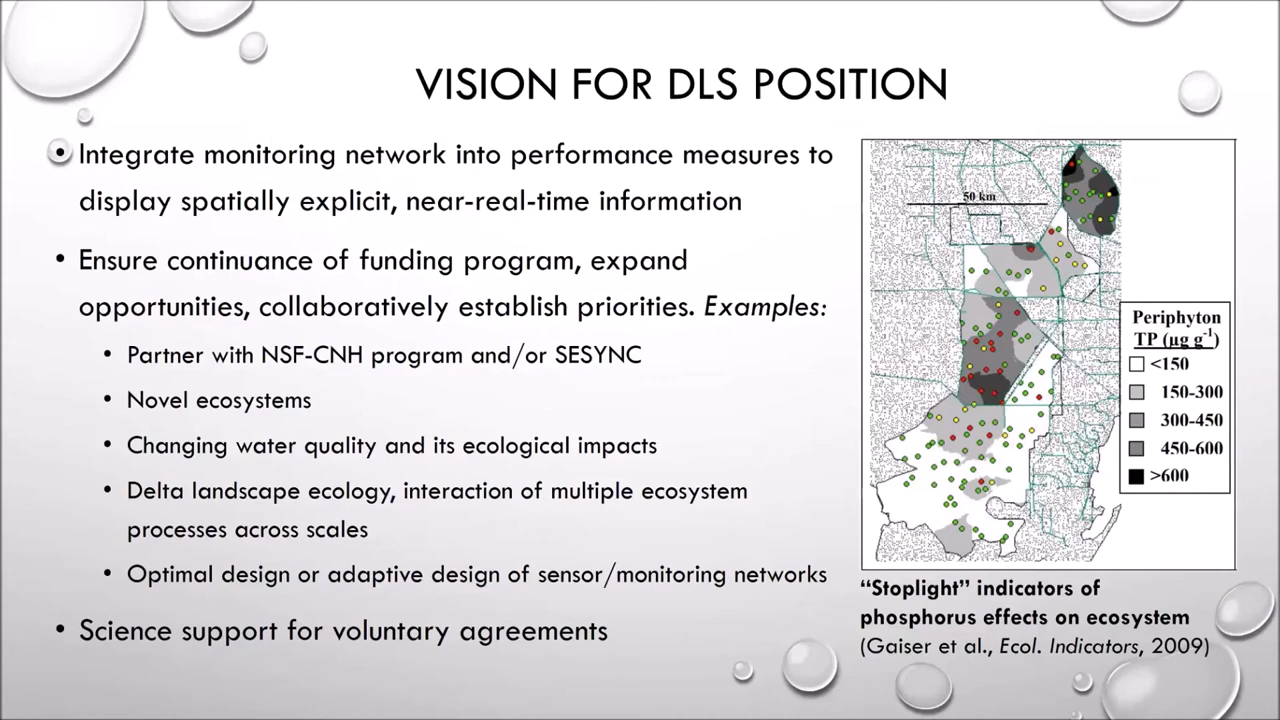 VISION FOR DLS POSITION
• Integrate monitoring network into performance measures to
display spatially explicit, near-real-time information
• Ensure continuance of funding program, expand
opportunities, collaboratively establish priorities. Examples:
• Partner with NSF-CNH program and/or SESYNC
• Novel ecosystems
• Changing water quality and its ecological impacts
• Delta landscape ecology, interaction of multiple ecosystem
processes across scales
• Optimal design or adaptive design of sensor/monitoring networks
• Science support for voluntary agreements
50 km
Periphyton
TP (µg g-1)
<150
150-300
300-450
450-600
>600
“Stoplight” indicators of
phosphorus effects on ecosystem
(Gaiser et al., Ecol. Indicators, 2009)